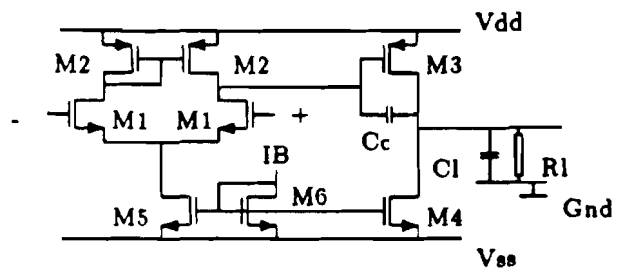 Vdd
M2 M2 M3
- M1 M1 + Cc
IB Cl Rl
M5 M6 M4 Gnd
Vss